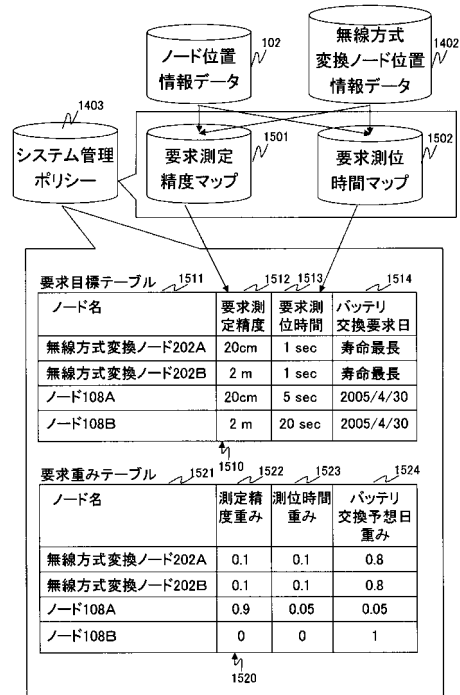 ノード位置
情報データ
102
無線方式
変換ノード位置
情報データ
1402
1403
システム管理
ポリシー
要求測定
精度マップ
1501
要求測位
時間マップ
1502
要求目標テーブル 1511 1512 1513 1514
ノード名 要求測定精度 要求測位時間 バッテリ交換要求日
無線方式変換ノード202A 20cm 1 sec 寿命最長
無線方式変換ノード202B 2 m 1 sec 寿命最長
ノード108A 20cm 5 sec 2005/4/30
ノード108B 2 m 20 sec 2005/4/30
1510
要求重みテーブル 1521 1522 1523 1524
ノード名 測定精度重み 測位時間重み バッテリ交換予想日重み
無線方式変換ノード202A 0.1 0.1 0.8
無線方式変換ノード202B 0.1 0.1 0.8
ノード108A 0.9 0.05 0.05
ノード108B 0 0 1
1520